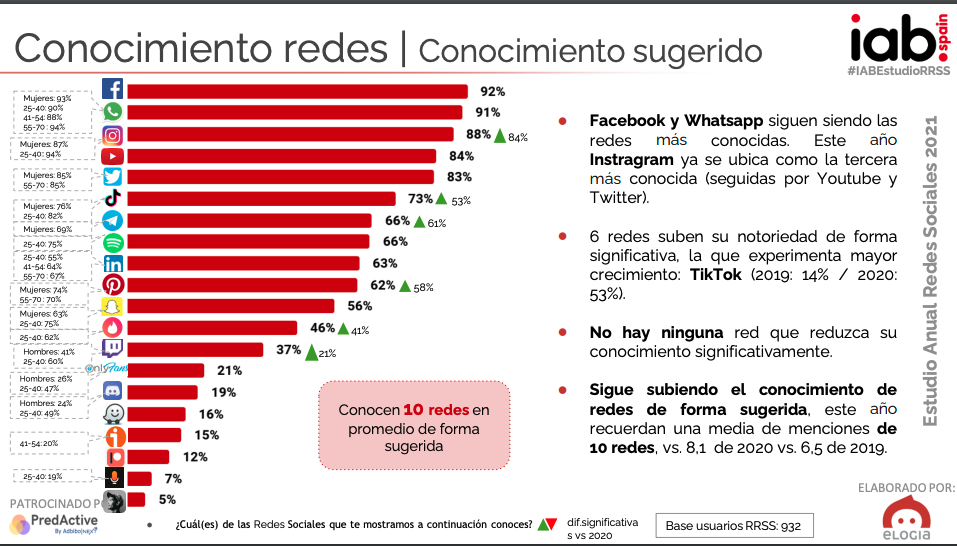 Conocimiento redes | Conocimiento sugerido
iab.spain
#IABEstudioRRSS
Mujeres: 93%
25-40: 90%
41-54: 88%
55-70 : 94%
Mujeres: 87%
25-40: 94%
Mujeres: 85%
55-70 : 85%
Mujeres: 76%
25-40: 82%
Mujeres: 69%
25-40: 75%
25-40: 55%
41-54: 64%
55-70 : 67%
Mujeres: 74%
55-70 : 70%
Mujeres: 63%
25-40: 75%
25-40: 62%
Hombres: 41%
25-40: 60%
Hombres: 26%
25-40: 47%
Hombres: 24%
25-40: 49%
41-54: 20%
25-40: 19%
92%
91%
88% 84%
84%
83%
73% 53%
66% 61%
66%
63%
62% 58%
56%
46% 41%
37% 21%
OnlyFans 21%
19%
16%
15%
12%
7%
5%
Conocen 10 redes en
promedio de forma
sugerida
● Facebook y Whatsapp siguen siendo las
redes más conocidas. Este año
Instragram ya se ubica como la tercera
más conocida (seguidas por Youtube y
Twitter).
● 6 redes suben su notoriedad de forma
significativa, la que experimenta mayor
crecimiento: TikTok (2019: 14% / 2020:
53%).
● No hay ninguna red que reduzca su
conocimiento significativamente.
● Sigue subiendo el conocimiento de
redes de forma sugerida, este año
recuerdan una media de menciones de
10 redes, vs. 8,1 de 2020 vs. 6,5 de 2019.
Estudio Anual Redes Sociales 2021
PATROCINADO PO
PredActive
By Adbibo(NEXT)
● ¿Cuál(es) de las Redes Sociales que te mostramos a continuación conoces?
dif.significativa
s vs 2020
Base usuarios RRSS: 932
ELABORADO POR:
eLOGIA